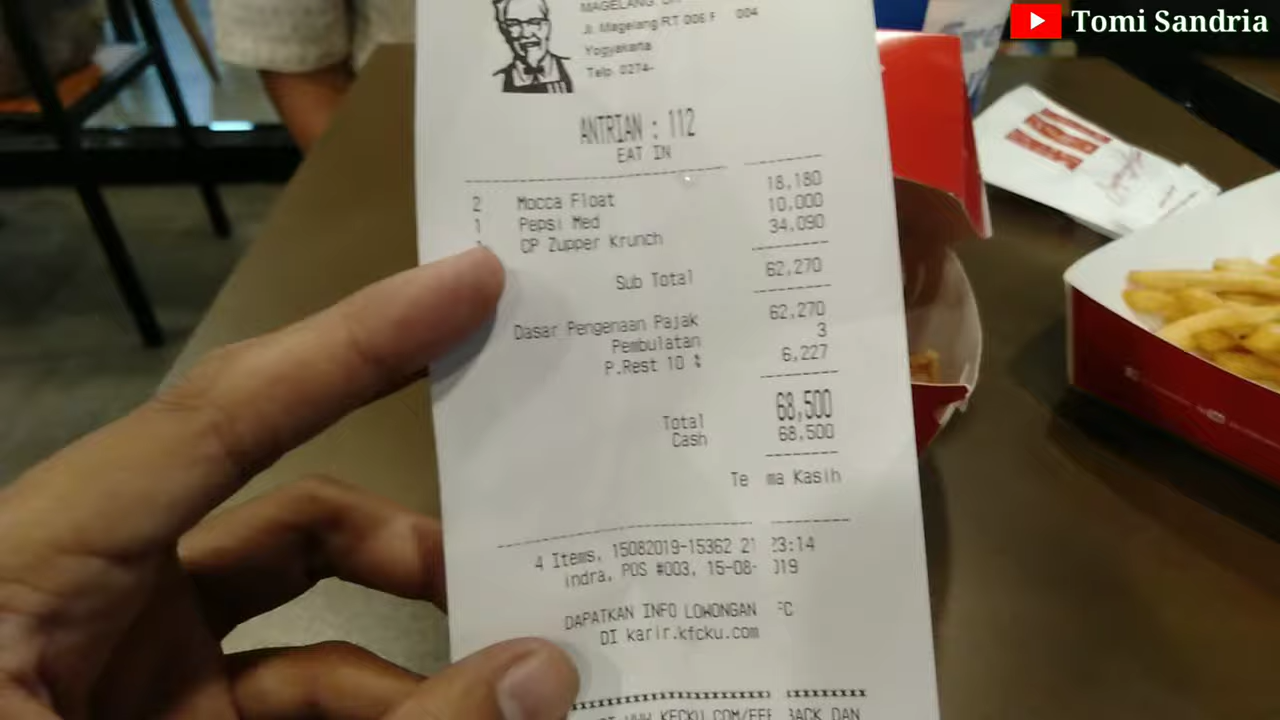 Tomi Sandria
MAGELANG,
Jl. Magelang RT 006 004
Yogyakarta
Telp. 0274-
ANTRIAN : 112
EAT IN
2 Mocca Float 18,180
1 Pepsi Med 10,000
CP Zupper Krunch 34,090
Sub Total 62,270
Dasar Pengenaan Pajak 62,270
Pembulatan 3
P.Rest 10 % 6,227
Total 68,500
Cash 68,500
Te ma Kasih
4 Items, 15082019-15362 21 23:14
indra, POS #003, 15-08- 019
DAPATKAN INFO LOWONGAN FC
DI karir.kfcku.com